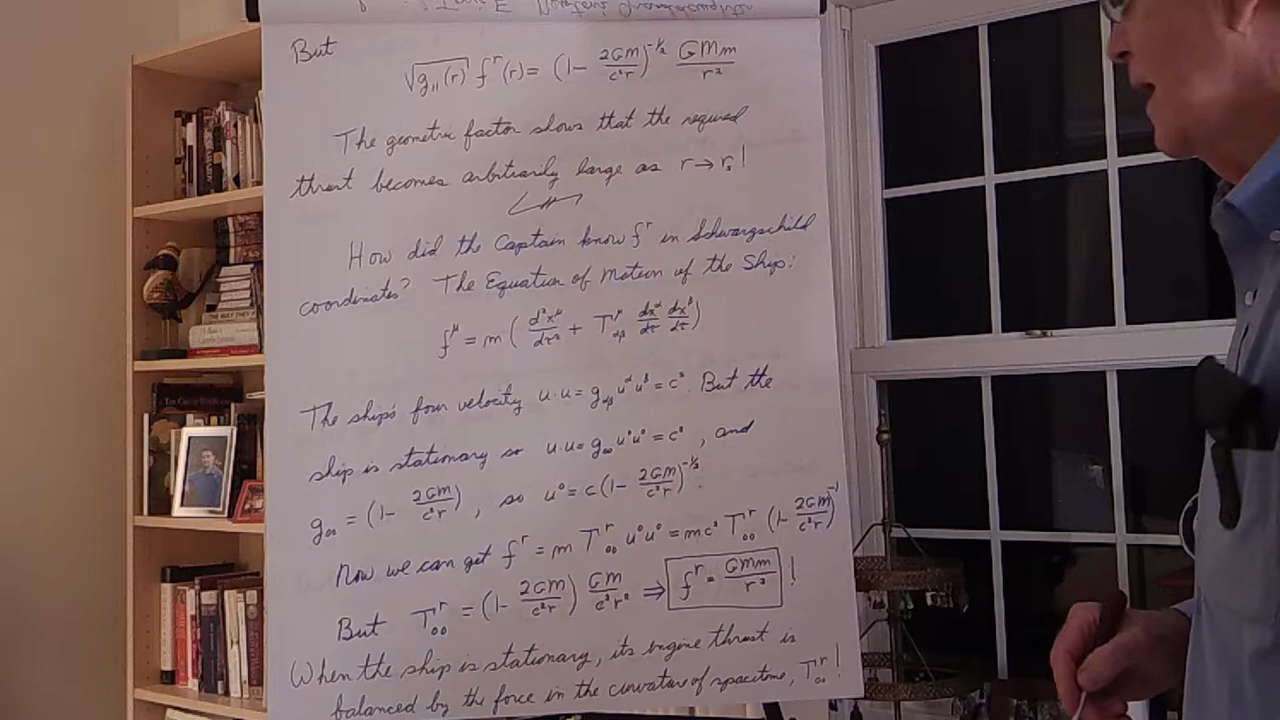 Newton's Granddaughter
But
√g₁₁(r) fʳ(r) = (1 − 2GM/c²r)^-½ GMm/r²
The geometric factor shows that the required
thrust becomes arbitrarily large as r → rₛ!
How did the Captain know fʳ in Schwarzschild
coordinates? The Equation of Motion of the Ship:
f^μ = m ( d²x^μ/dτ² + Γ^μ_αβ dx^α/dτ dx^β/dτ )
The ship's four velocity u·u = g_αβ u^α u^β = c². But the
ship is stationary so u·u = g₀₀ u⁰u⁰ = c², and
g₀₀ = (1 − 2GM/c²r), so u⁰ = c(1 − 2GM/c²r)^-½.
Now we can get fʳ = m Γʳ₀₀ u⁰u⁰ = mc² Γʳ₀₀ (1 − 2GM/c²r)^-1
But Γʳ₀₀ = (1 − 2GM/c²r) GM/c²r² ⇒ fʳ = GMm/r² !
When the ship is stationary, its engine thrust is
balanced by the force in the curvature of spacetime, Γʳ₀₀!
THE WAY THEY